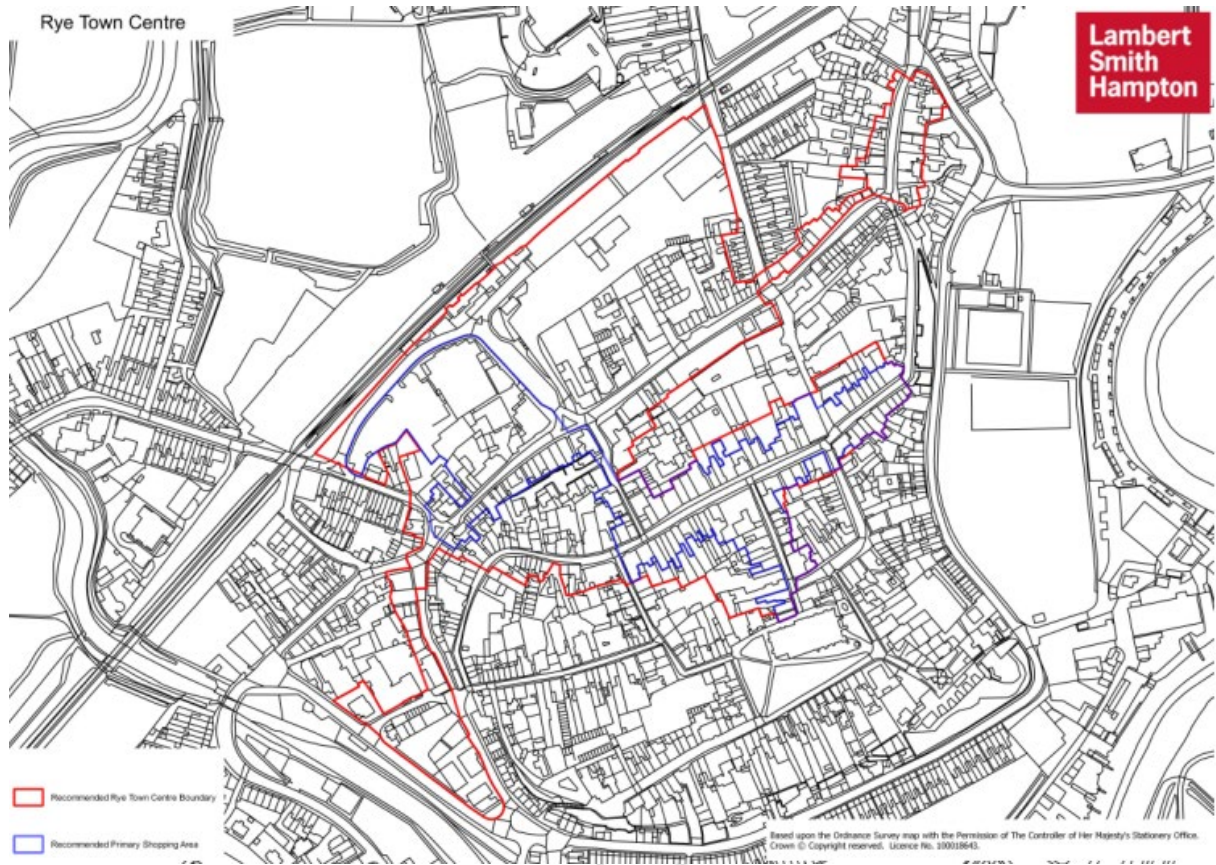 Rye Town Centre
Lambert
Smith
Hampton
Recommended Rye Town Centre Boundary
Recommended Primary Shopping Area
Based upon the Ordnance Survey map with the Permission of The Controller of Her Majesty's Stationery Office.
Crown © Copyright reserved. Licence No. 100018643.